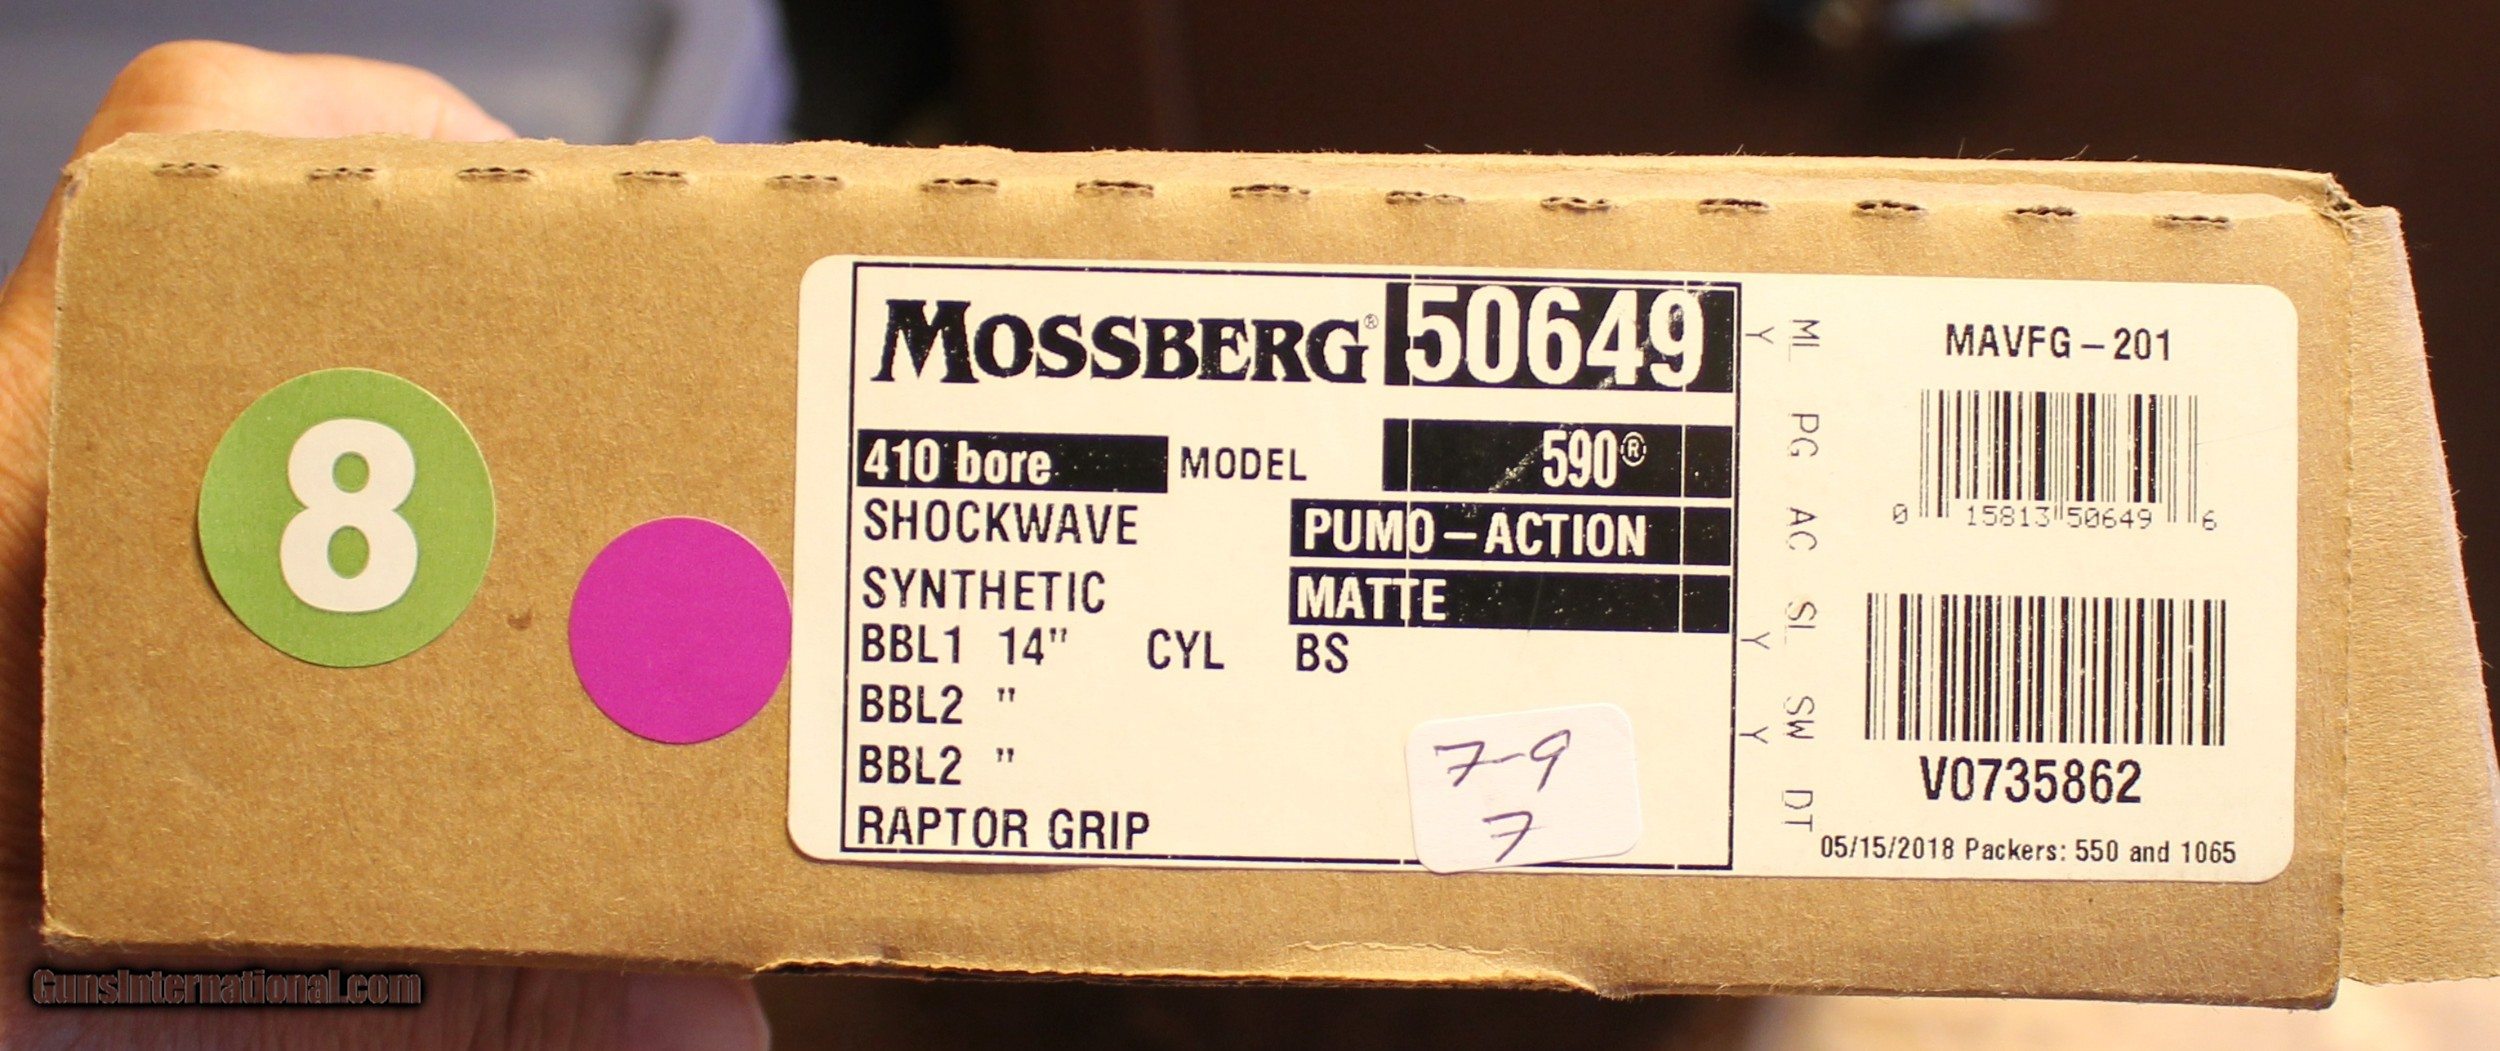 8
MOSSBERG® 50649
410 bore MODEL 590®
SHOCKWAVE PUMO-ACTION
SYNTHETIC MATTE
BBL1 14" CYL BS
BBL2 "
BBL2 "
RAPTOR GRIP
7-9
7
ML Y
PG
AC
SL Y
SW Y
DT
MAVFG-201
0 15813 50649 6
V0735862
05/15/2018 Packers: 550 and 1065
GunsInternational.com